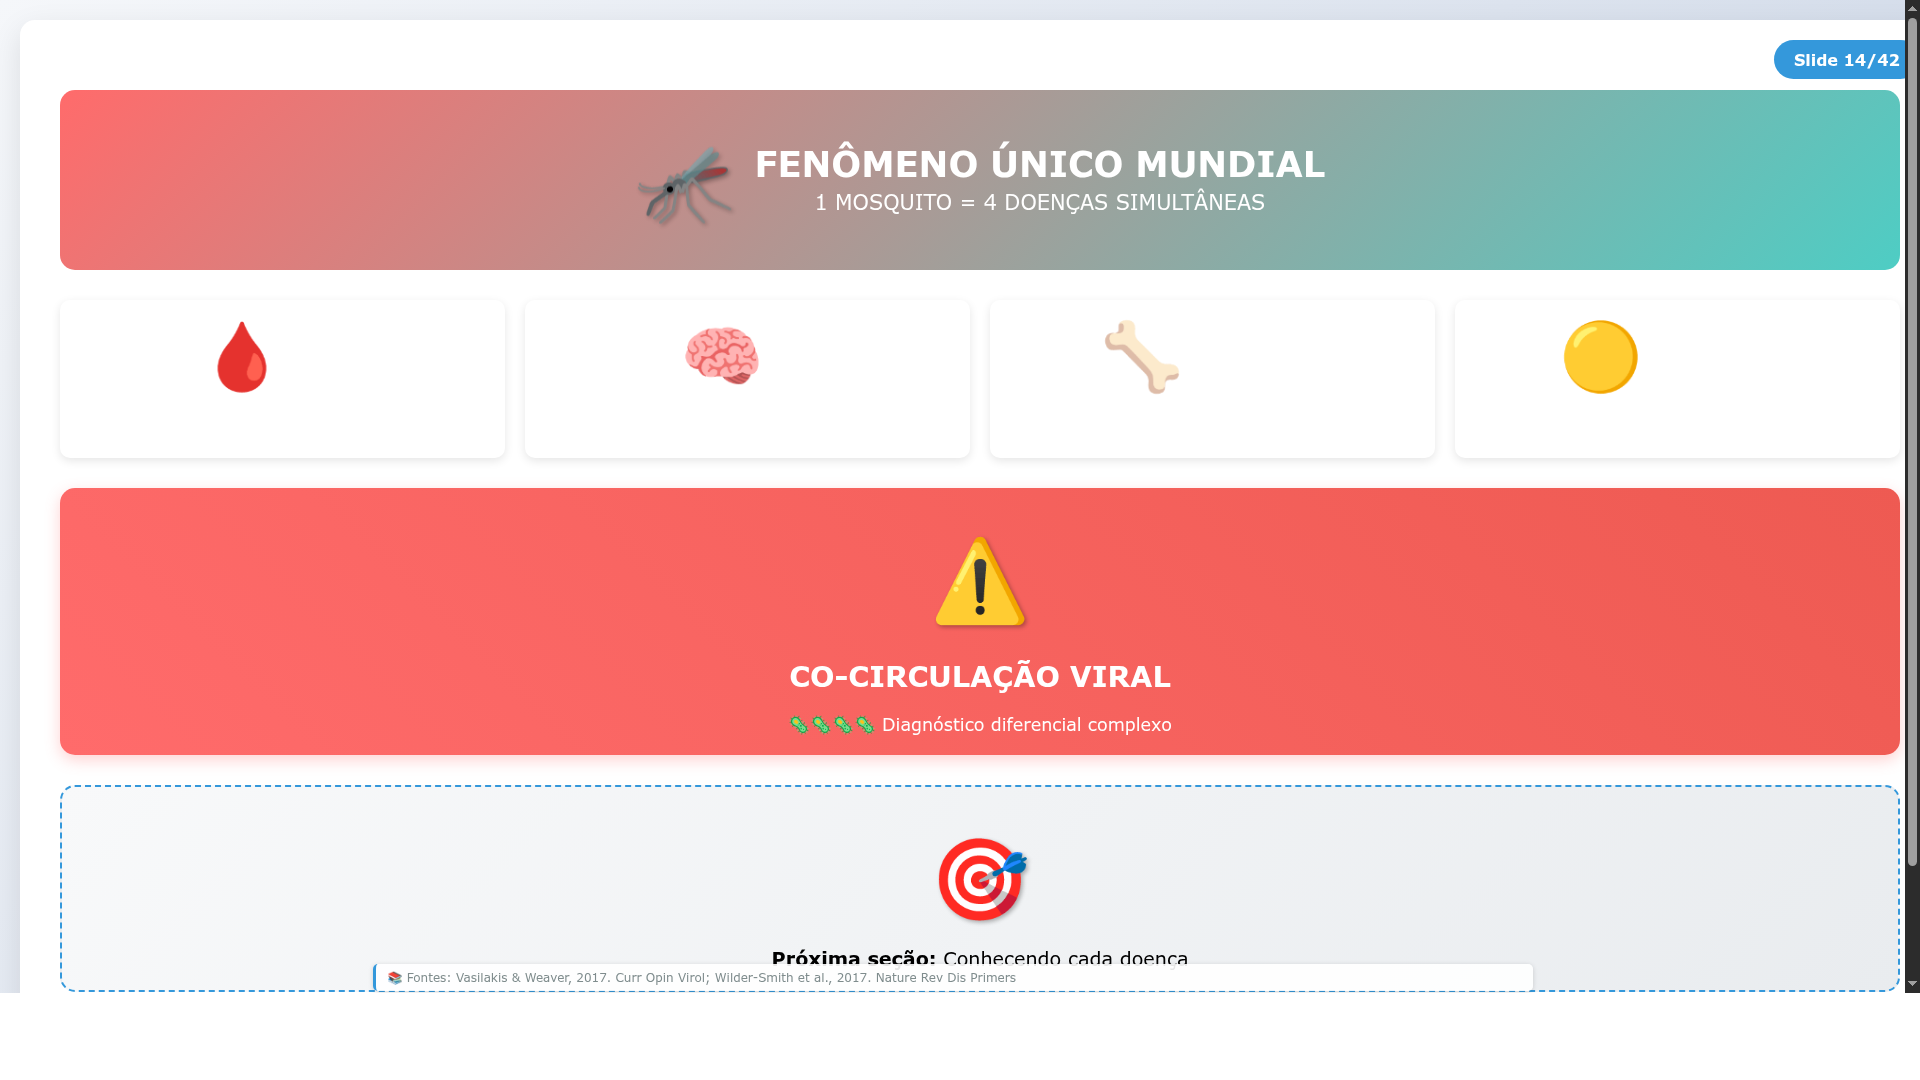 Slide 14/42
FENÔMENO ÚNICO MUNDIAL
1 MOSQUITO = 4 DOENÇAS SIMULTÂNEAS
CO-CIRCULAÇÃO VIRAL
Diagnóstico diferencial complexo
Próxima seção: Conhecendo cada doença
Fontes: Vasilakis & Weaver, 2017. Curr Opin Virol; Wilder-Smith et al., 2017. Nature Rev Dis Primers